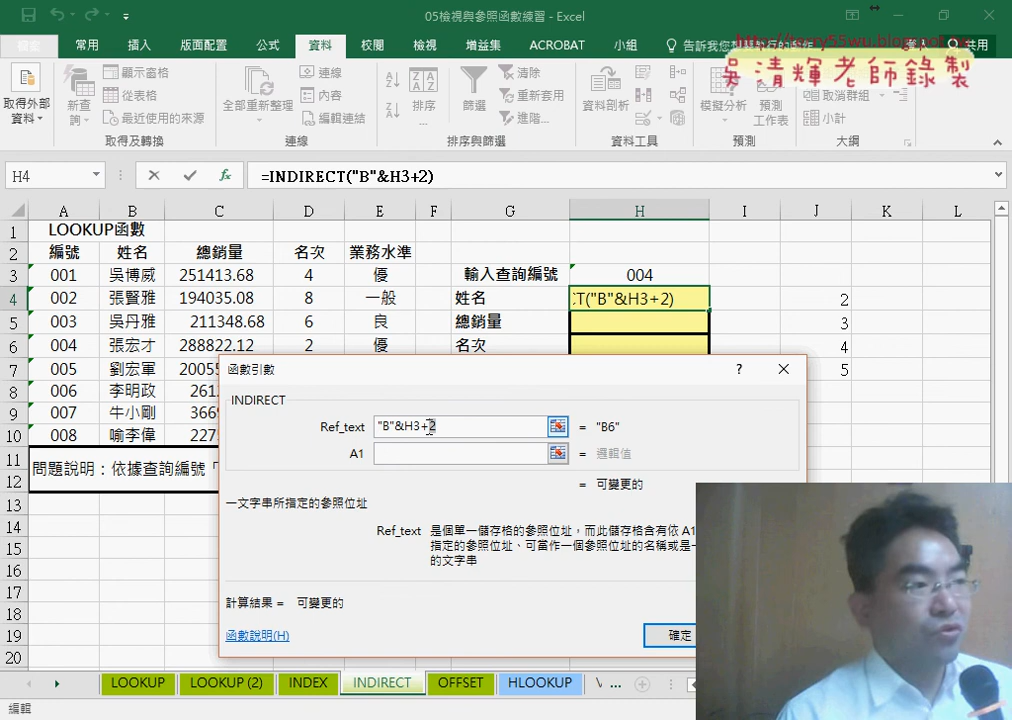 05檢視與參照函數練習 - Excel
常用 插入 版面配置 公式 資料 校閱 檢視 增益集 ACROBAT 小組 告訴我您 共用
http://terry55wu.blogspot.tw
吳清輝老師錄製
取得外部資料 新查詢 顯示窗格 從表格 最近使用的來源 全部重新整理 連線 內容 編輯連結 排序 篩選 清除 重新套用 進階... 資料剖析 模擬分析 預測工作表 取消群組 小計
取得及轉換 連線 排序與篩選 資料工具 預測 大綱
H4 fx =INDIRECT("B"&H3+2)
A B C D E F G H I J K L
1 LOOKUP函數
2 編號 姓名 總銷量 名次 業務水準
3 001 吳博威 251413.68 4 優 輸入查詢編號 004
4 002 張賢雅 194035.08 8 一般 姓名 CT("B"&H3+2) 2
5 003 吳丹雅 211348.68 6 良 總銷量 3
6 004 張宏才 288822.12 2 優 名次 4
7 005 劉宏軍 20055 5
8 006 李明政 261
9 007 牛小剛 366
10 008 喻李偉 227
11
問題說明：依據查詢編號「
12
13
14
15
16
17
18
19
20
函數引數 ?
INDIRECT
Ref_text "B"&H3+2 = "B6"
A1 = 邏輯值
= 可變更的
一文字串所指定的參照位址
Ref_text 是個單一儲存格的參照位址，而此儲存格含有依 A1
指定的參照位址、可當作一個參照位址的名稱或是一
的文字串
計算結果 = 可變更的
函數說明(H) 確定
LOOKUP LOOKUP (2) INDEX INDIRECT OFFSET HLOOKUP ...
編輯